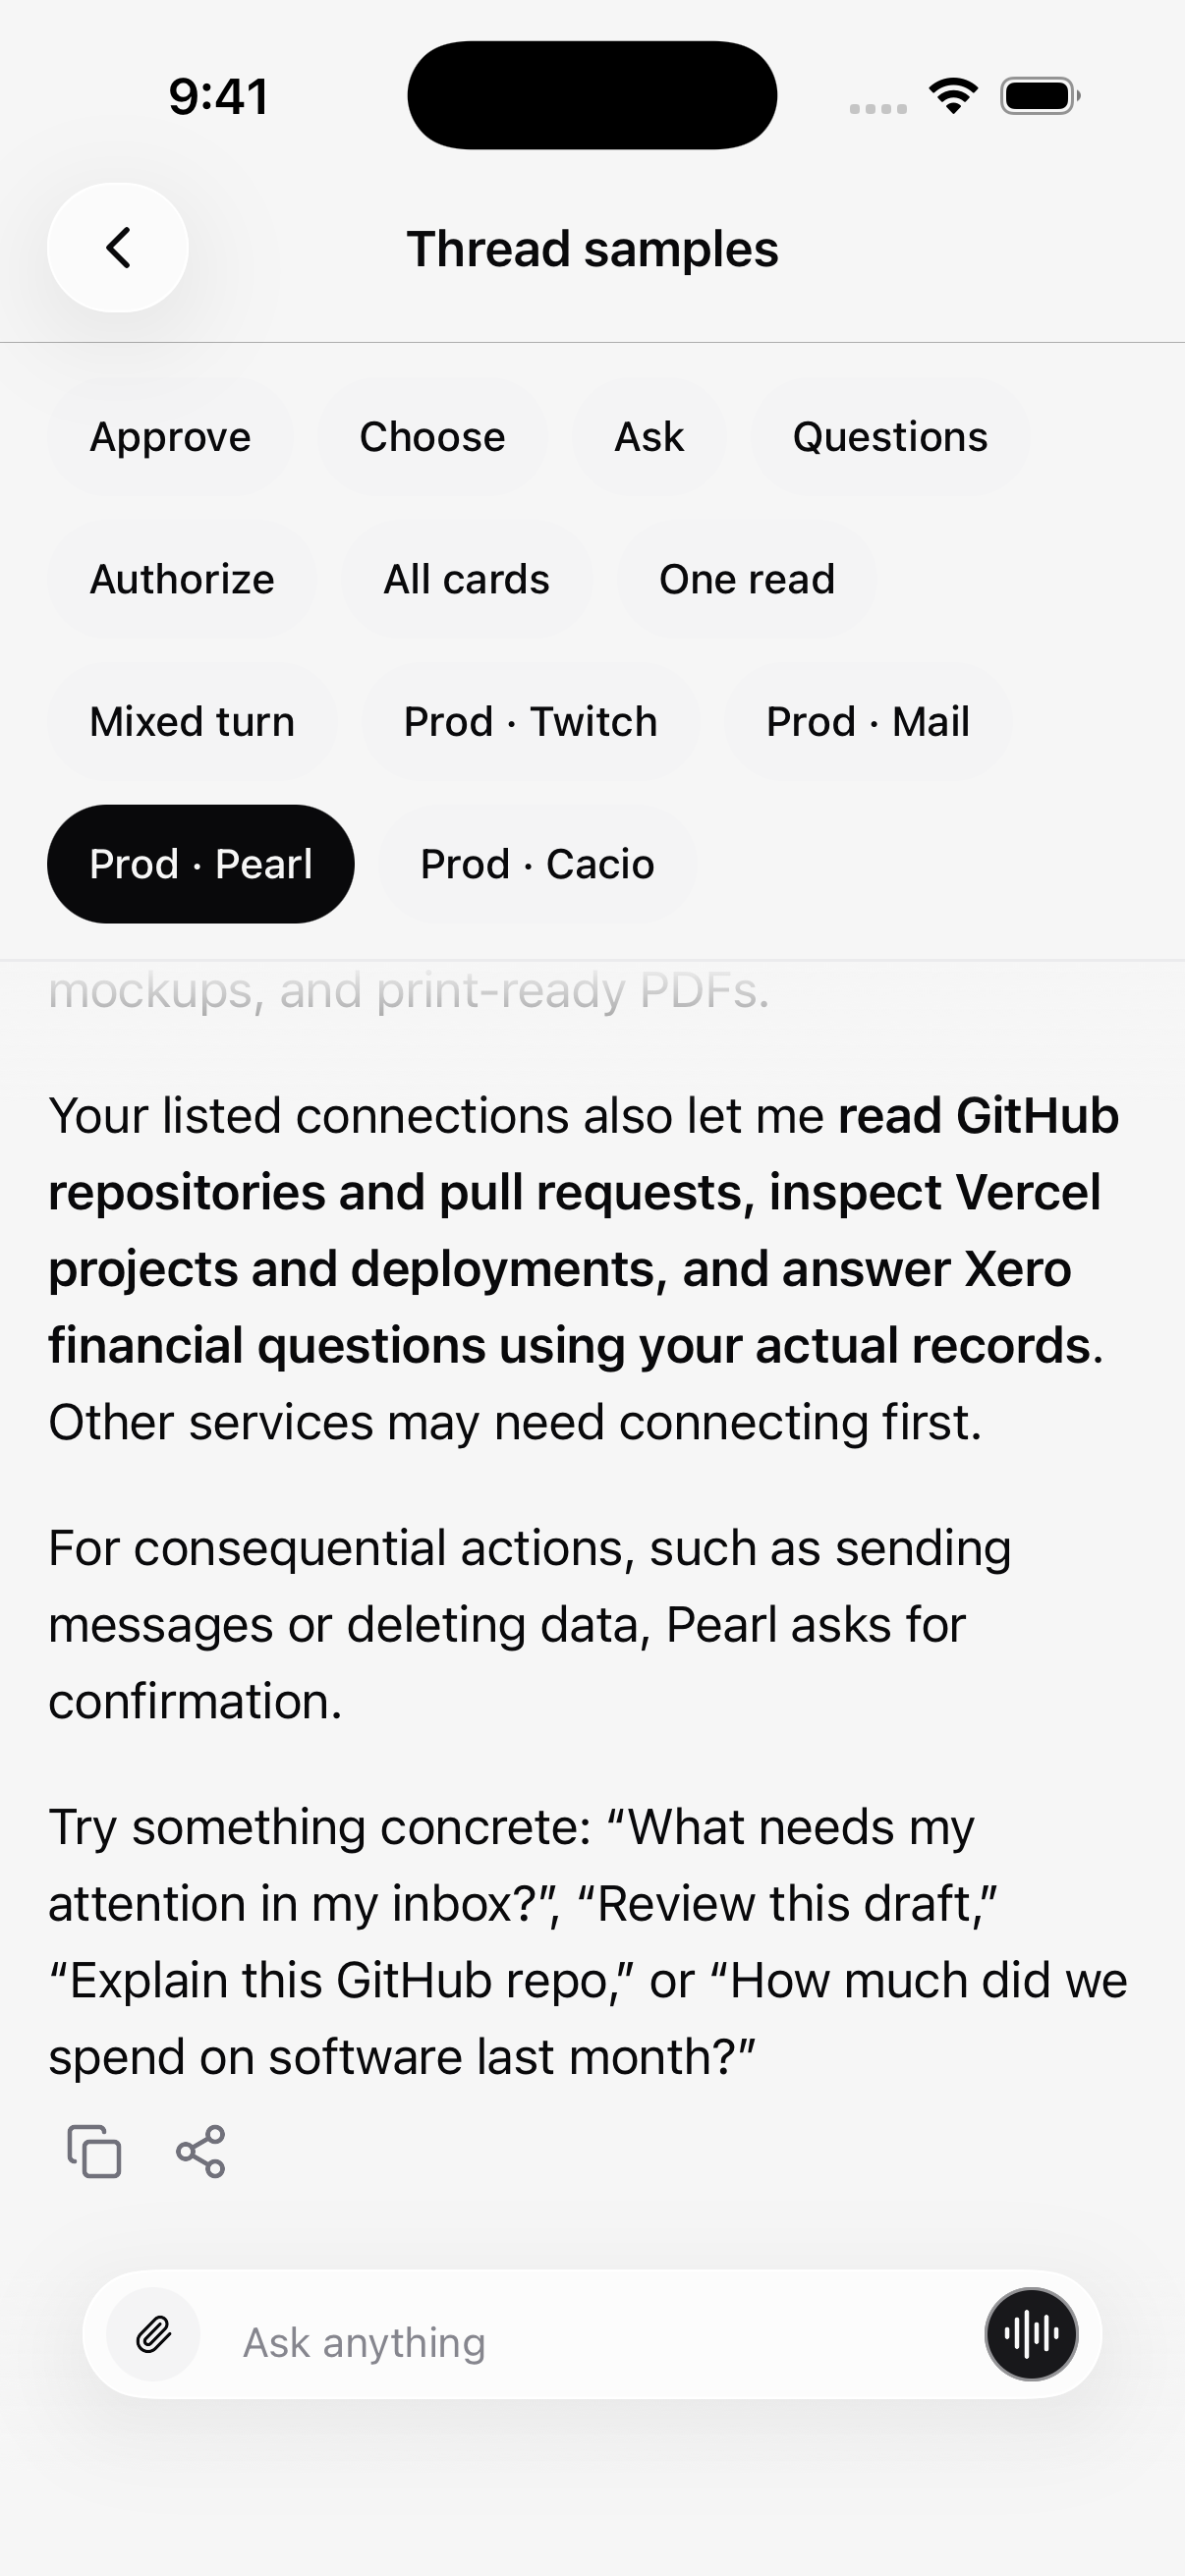 9:41
Thread samples
Approve
Choose
Ask
Questions
Authorize
All cards
One read
Mixed turn
Prod · Twitch
Prod · Mail
Prod · Pearl
Prod · Cacio
mockups, and print-ready PDFs.
Your listed connections also let me read GitHub
repositories and pull requests, inspect Vercel
projects and deployments, and answer Xero
financial questions using your actual records.
Other services may need connecting first.
For consequential actions, such as sending
messages or deleting data, Pearl asks for
confirmation.
Try something concrete: “What needs my
attention in my inbox?”, “Review this draft,”
“Explain this GitHub repo,” or “How much did we
spend on software last month?”
Ask anything